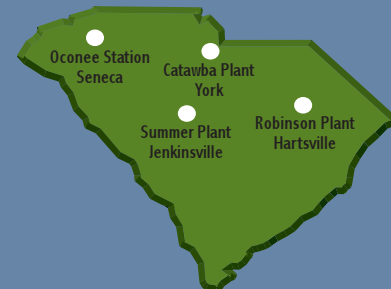 Oconee Station
Seneca
Catawba Plant
York
Summer Plant
Jenkinsville
Robinson Plant
Hartsville